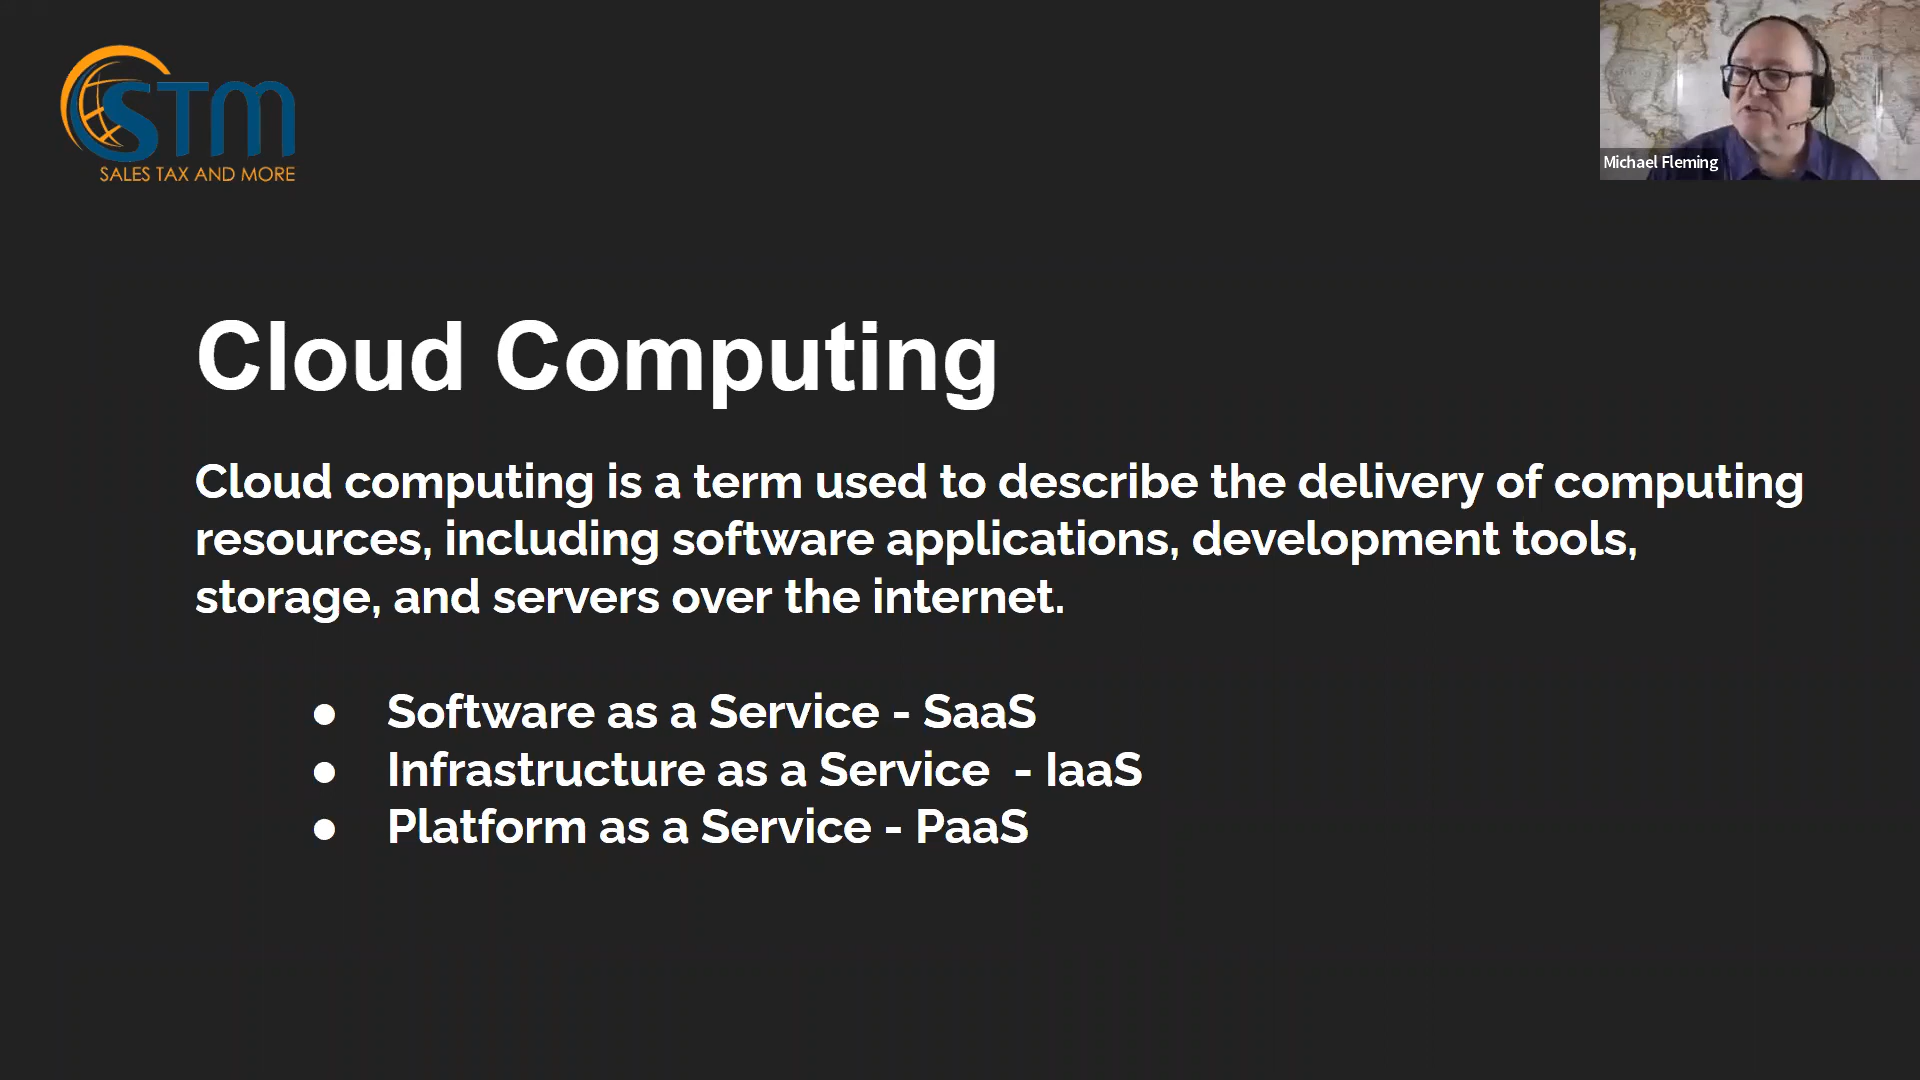 STM
SALES TAX AND MORE
Michael Fleming
Cloud Computing
Cloud computing is a term used to describe the delivery of computing
resources, including software applications, development tools,
storage, and servers over the internet.
● Software as a Service - SaaS
● Infrastructure as a Service  - IaaS
● Platform as a Service - PaaS